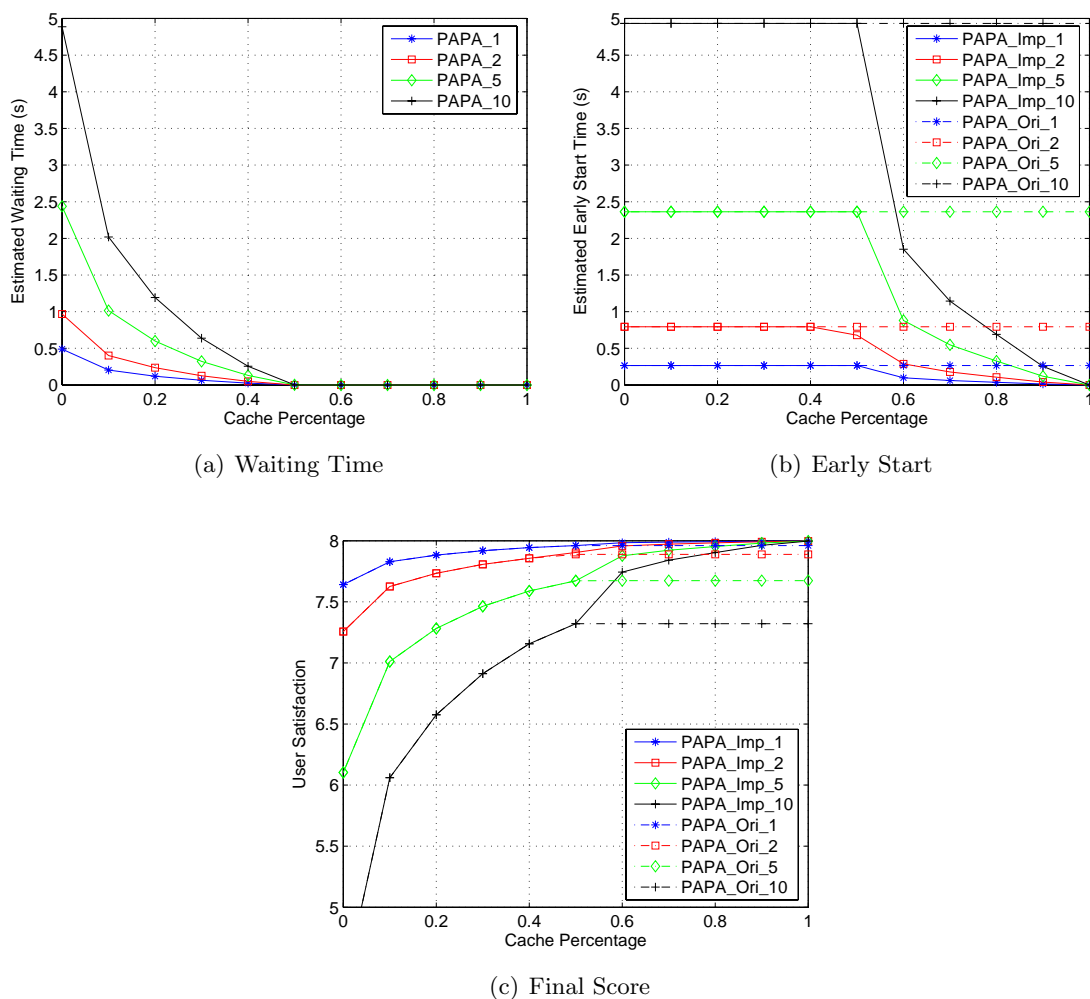 5
4.5
4
3.5
3
2.5
2
1.5
1
0.5
0
Estimated Waiting Time (s)
PAPA_1
PAPA_2
PAPA_5
PAPA_10
0 0.2 0.4 0.6 0.8 1
Cache Percentage
(a) Waiting Time
5
4.5
4
3.5
3
2.5
2
1.5
1
0.5
0
Estimated Early Start Time (s)
PAPA_Imp_1
PAPA_Imp_2
PAPA_Imp_5
PAPA_Imp_10
PAPA_Ori_1
PAPA_Ori_2
PAPA_Ori_5
PAPA_Ori_10
0 0.2 0.4 0.6 0.8 1
Cache Percentage
(b) Early Start
8
7.5
7
6.5
6
5.5
5
User Satisfaction
PAPA_Imp_1
PAPA_Imp_2
PAPA_Imp_5
PAPA_Imp_10
PAPA_Ori_1
PAPA_Ori_2
PAPA_Ori_5
PAPA_Ori_10
0 0.2 0.4 0.6 0.8 1
Cache Percentage
(c) Final Score